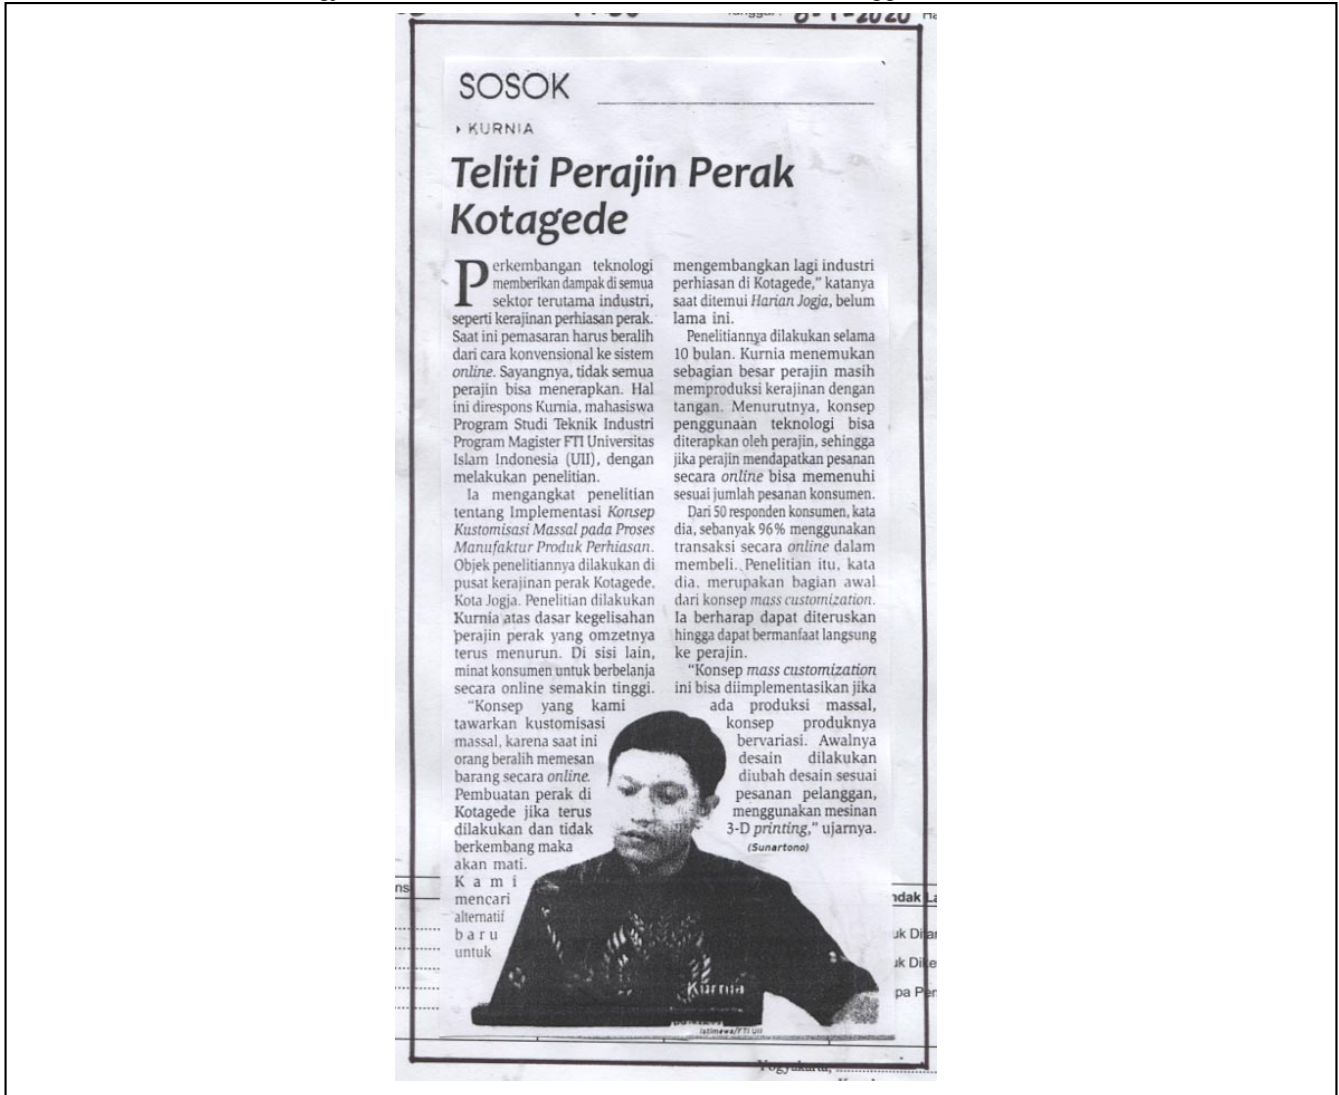 6-1-2020
SOSOK
KURNIA
Teliti Perajin Perak
Kotagede
Perkembangan teknologi
memberikan dampak di semua
sektor terutama industri,
seperti kerajinan perhiasan perak.
Saat ini pemasaran harus beralih
dari cara konvensional ke sistem
online. Sayangnya, tidak semua
perajin bisa menerapkan. Hal
ini direspons Kurnia, mahasiswa
Program Studi Teknik Industri
Program Magister FTI Universitas
Islam Indonesia (UII), dengan
melakukan penelitian.
Ia mengangkat penelitian
tentang Implementasi Konsep
Kustomisasi Massal pada Proses
Manufaktur Produk Perhiasan.
Objek penelitiannya dilakukan di
pusat kerajinan perak Kotagede,
Kota Jogja. Penelitian dilakukan
Kurnia atas dasar kegelisahan
perajin perak yang omzetnya
terus menurun. Di sisi lain,
minat konsumen untuk berbelanja
secara online semakin tinggi.
"Konsep yang kami
tawarkan kustomisasi
massal, karena saat ini
orang beralih memesan
barang secara online.
Pembuatan perak di
Kotagede jika terus
dilakukan dan tidak
berkembang maka
akan mati.
Kami
mencari
alternatif
baru
untuk
mengembangkan lagi industri
perhiasan di Kotagede," katanya
saat ditemui Harian Jogja, belum
lama ini.
Penelitiannya dilakukan selama
10 bulan. Kurnia menemukan
sebagian besar perajin masih
memproduksi kerajinan dengan
tangan. Menurutnya, konsep
penggunaan teknologi bisa
diterapkan oleh perajin, sehingga
jika perajin mendapatkan pesanan
secara online bisa memenuhi
sesuai jumlah pesanan konsumen.
Dari 50 responden konsumen, kata
dia, sebanyak 96% menggunakan
transaksi secara online dalam
membeli. Penelitian itu, kata
dia, merupakan bagian awal
dari konsep mass customization.
Ia berharap dapat diteruskan
hingga dapat bermanfaat langsung
ke perajin.
"Konsep mass customization
ini bisa diimplementasikan jika
ada produksi massal,
konsep produknya
bervariasi. Awalnya
desain dilakukan
diubah desain sesuai
pesanan pelanggan,
menggunakan mesinan
3-D printing," ujarnya.
(Sunartono)
Kurnia
Istimewa/FTI UII
Yogyakarta,